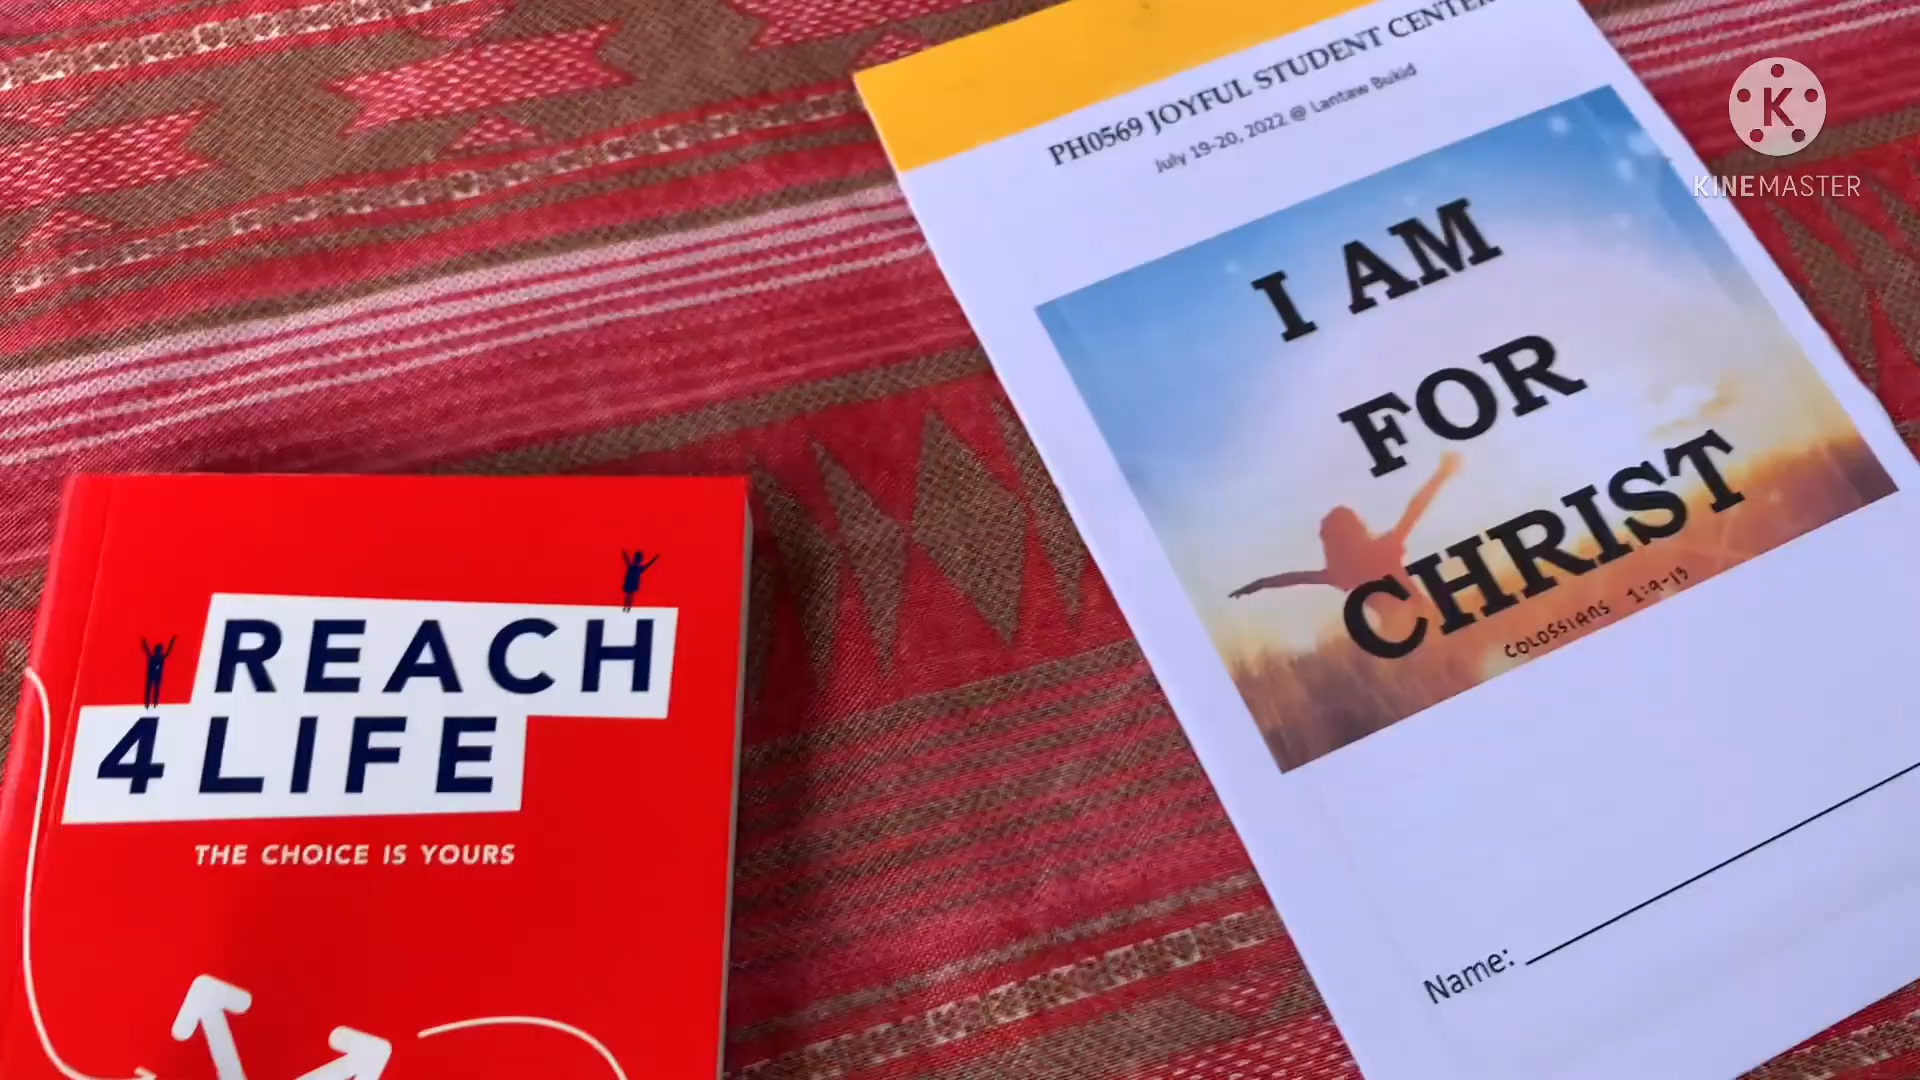 PH0569 JOYFUL STUDENT CENTER
July 19-20, 2022 @ Lantaw Bukid
I AM
FOR
CHRIST
COLOSSIANS 1:9-13
Name:
REACH
4 LIFE
THE CHOICE IS YOURS
K
KINEMASTER